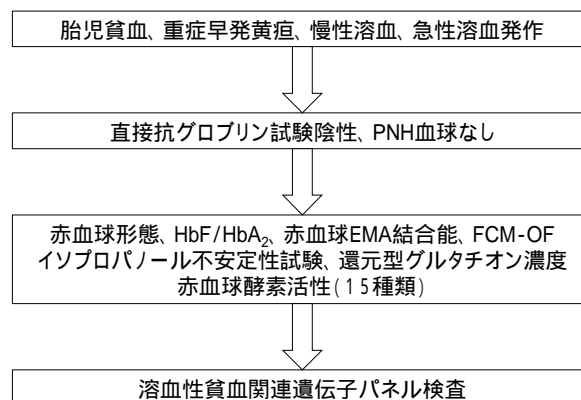 胎児貧血、重症早発黄疸、慢性溶血、急性溶血発作
直接抗グロブリン試験陰性、PNH血球なし
赤血球形態、HbF/HbA₂、赤血球EMA結合能、FCM-OF
イソプロパノール不安定性試験、還元型グルタチオン濃度
赤血球酵素活性(15種類)
溶血性貧血関連遺伝子パネル検査